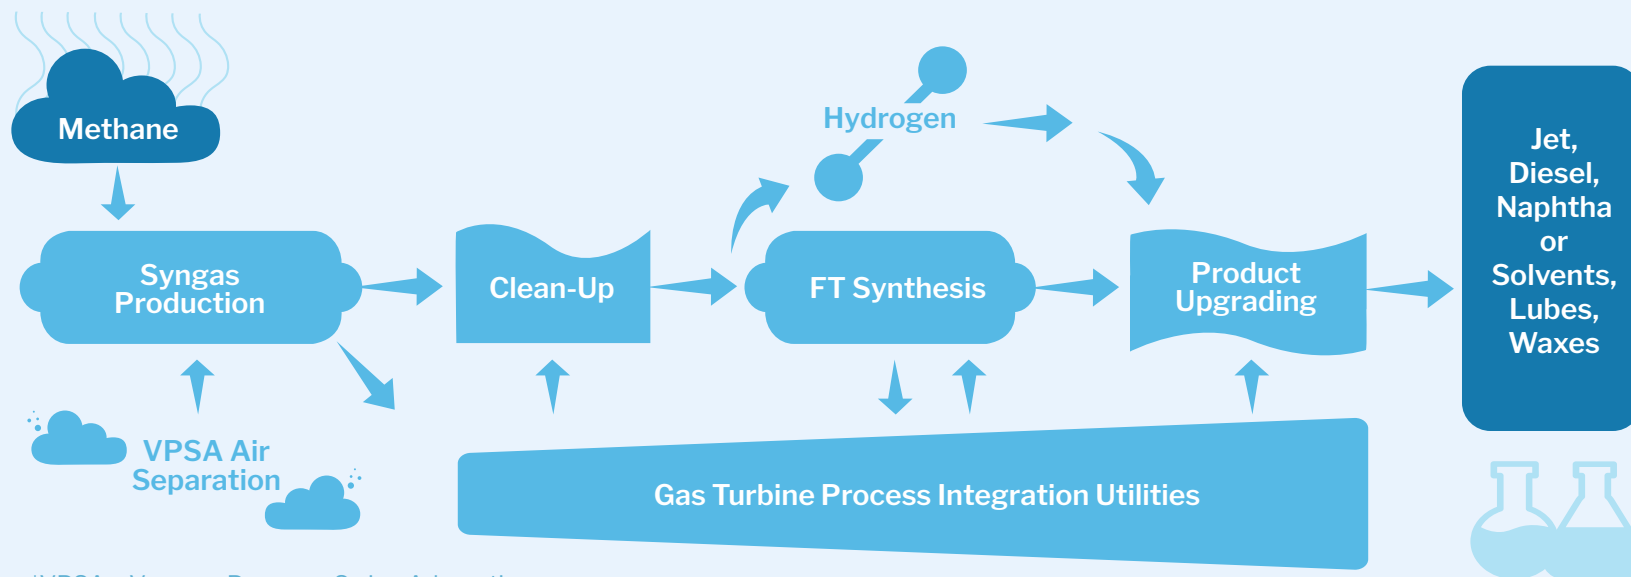 Methane
Hydrogen
Syngas
Production
Clean-Up
FT Synthesis
Product
Upgrading
Jet,
Diesel,
Naphtha
or
Solvents,
Lubes,
Waxes
VPSA Air
Separation
Gas Turbine Process Integration Utilities